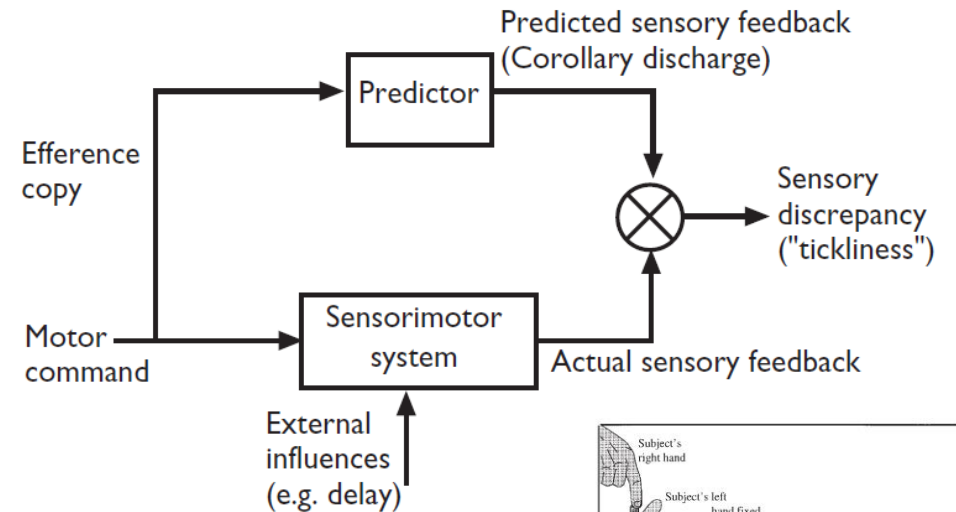 Predicted sensory feedback
(Corollary discharge)
Predictor
Efference
copy
Sensory
discrepancy
("tickliness")
Motor
command
Sensorimotor
system
Actual sensory feedback
External
influences
(e.g. delay)
Subject's
right hand
Subject's left
hand fixed